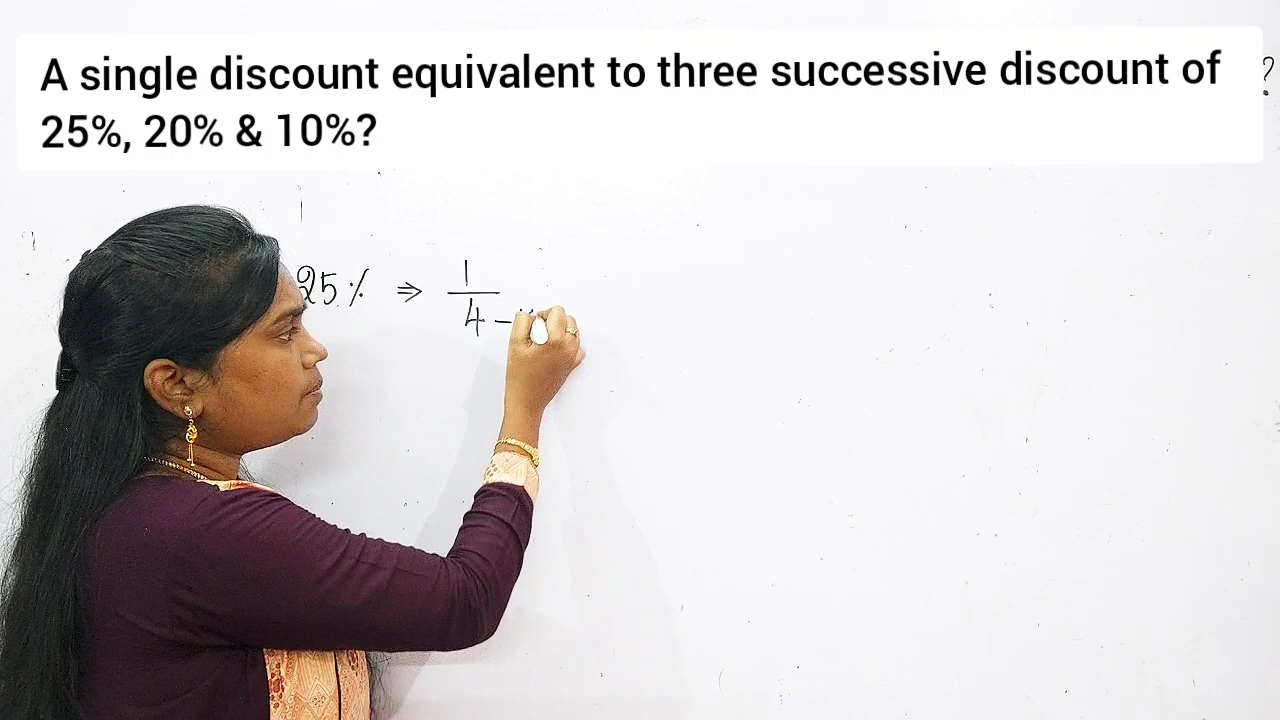 A single discount equivalent to three successive discount of
25%, 20% & 10%?
?
25% ⇒ 1/4 -